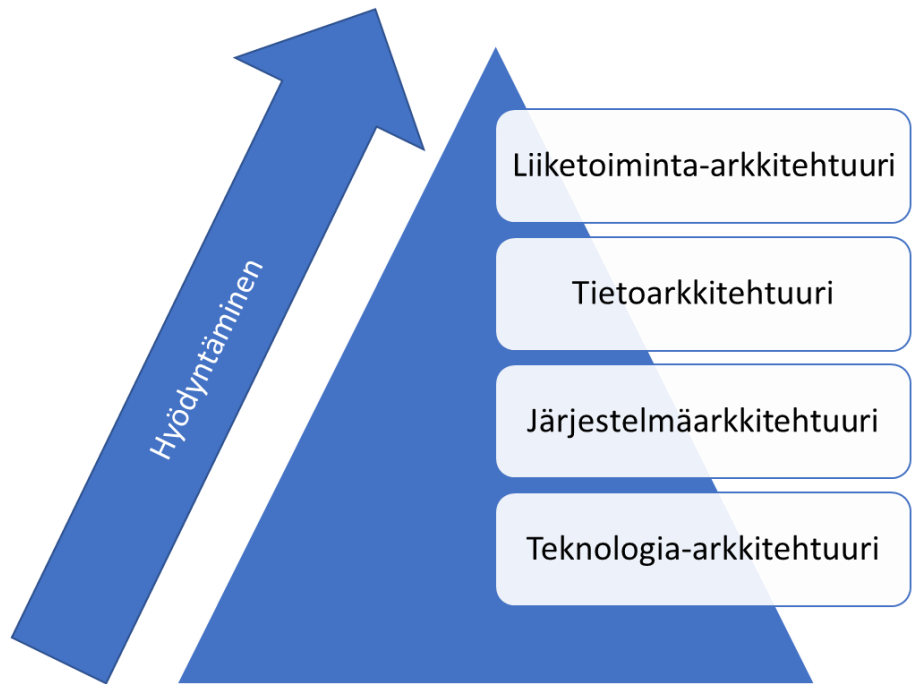 Liiketoiminta-arkkitehtuuri
Tietoarkkitehtuuri
Järjestelmäarkkitehtuuri
Teknologia-arkkitehtuuri
Hyödyntäminen